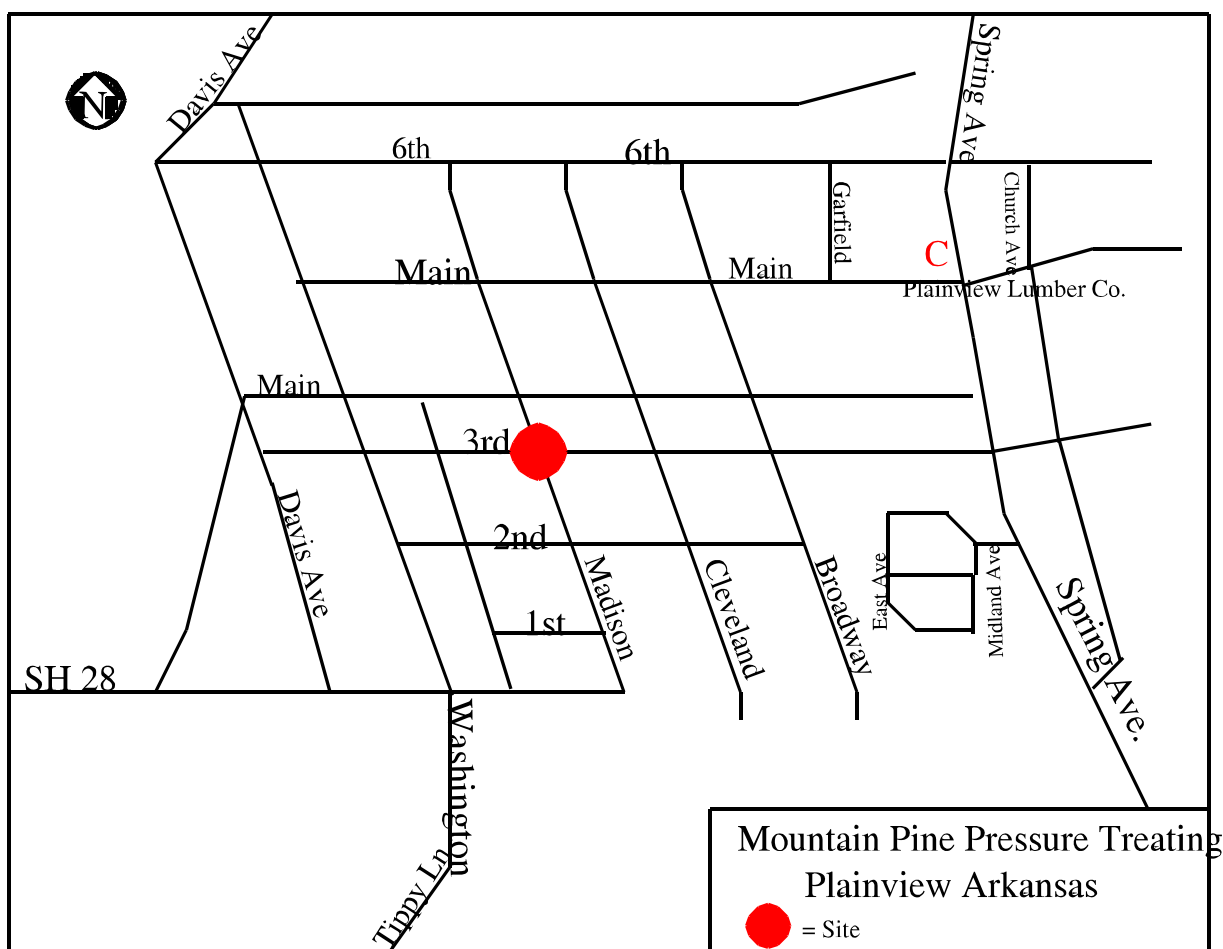 Davis Ave
Spring Ave
N
6th
6th
Church Ave
Garfield
C
Main
Main
Plainview Lumber Co.
Main
3rd
Davis Ave
2nd
East Ave
Midland Ave
Madison
Cleveland
Broadway
Spring Ave.
1st
SH 28
Washington
Tippy Ln
Mountain Pine Pressure Treating
Plainview Arkansas
= Site